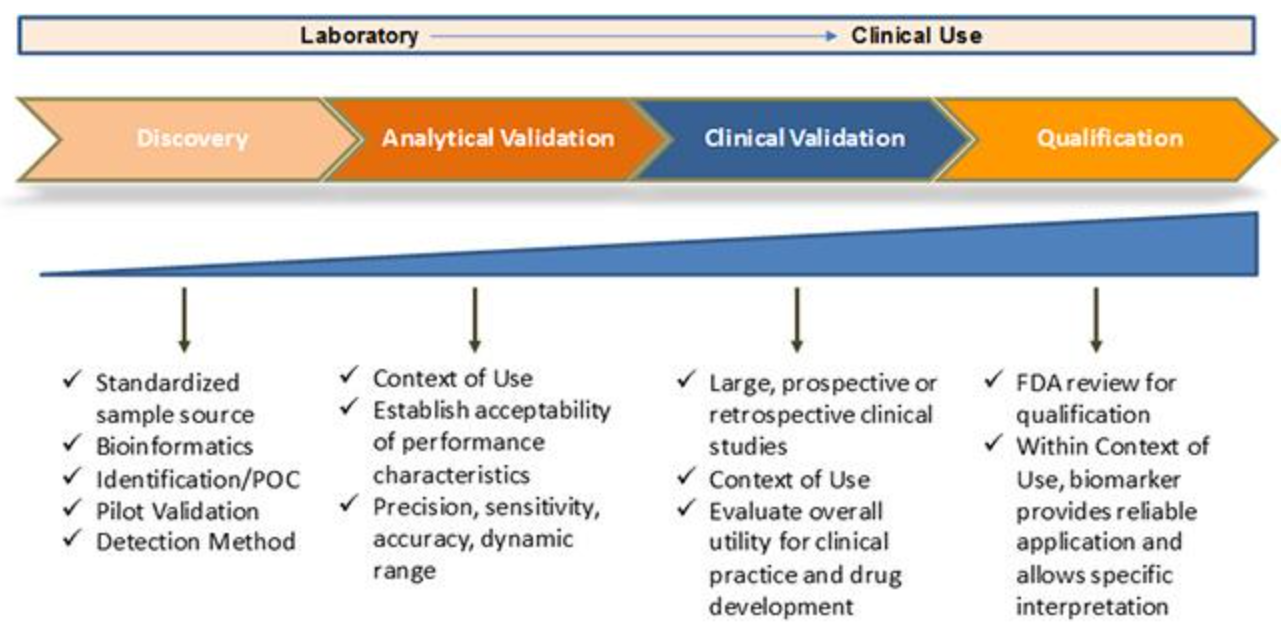 Laboratory
Clinical Use
Discovery
Analytical Validation
Clinical Validation
Qualification
✓ Standardized
sample source
✓ Bioinformatics
✓ Identification/POC
✓ Pilot Validation
✓ Detection Method
✓ Context of Use
✓ Establish acceptability
of performance
characteristics
✓ Precision, sensitivity,
accuracy, dynamic
range
✓ Large, prospective or
retrospective clinical
studies
✓ Context of Use
✓ Evaluate overall
utility for clinical
practice and drug
development
✓ FDA review for
qualification
✓ Within Context of
Use, biomarker
provides reliable
application and
allows specific
interpretation